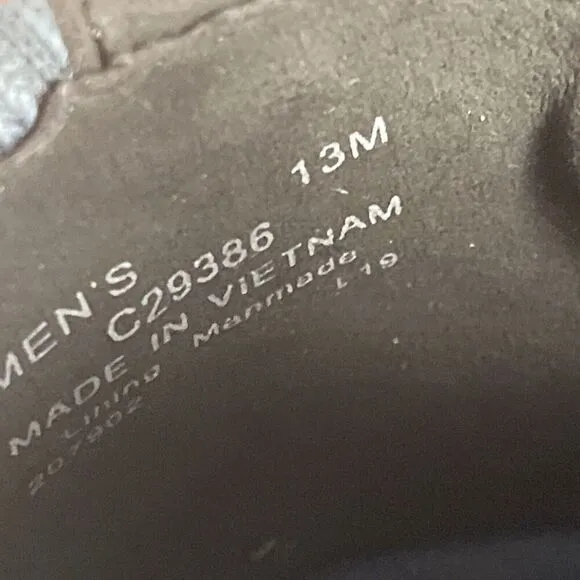 MEN'S 13M
C29386
MADE IN VIETNAM
Lining Manmade
207902 L19